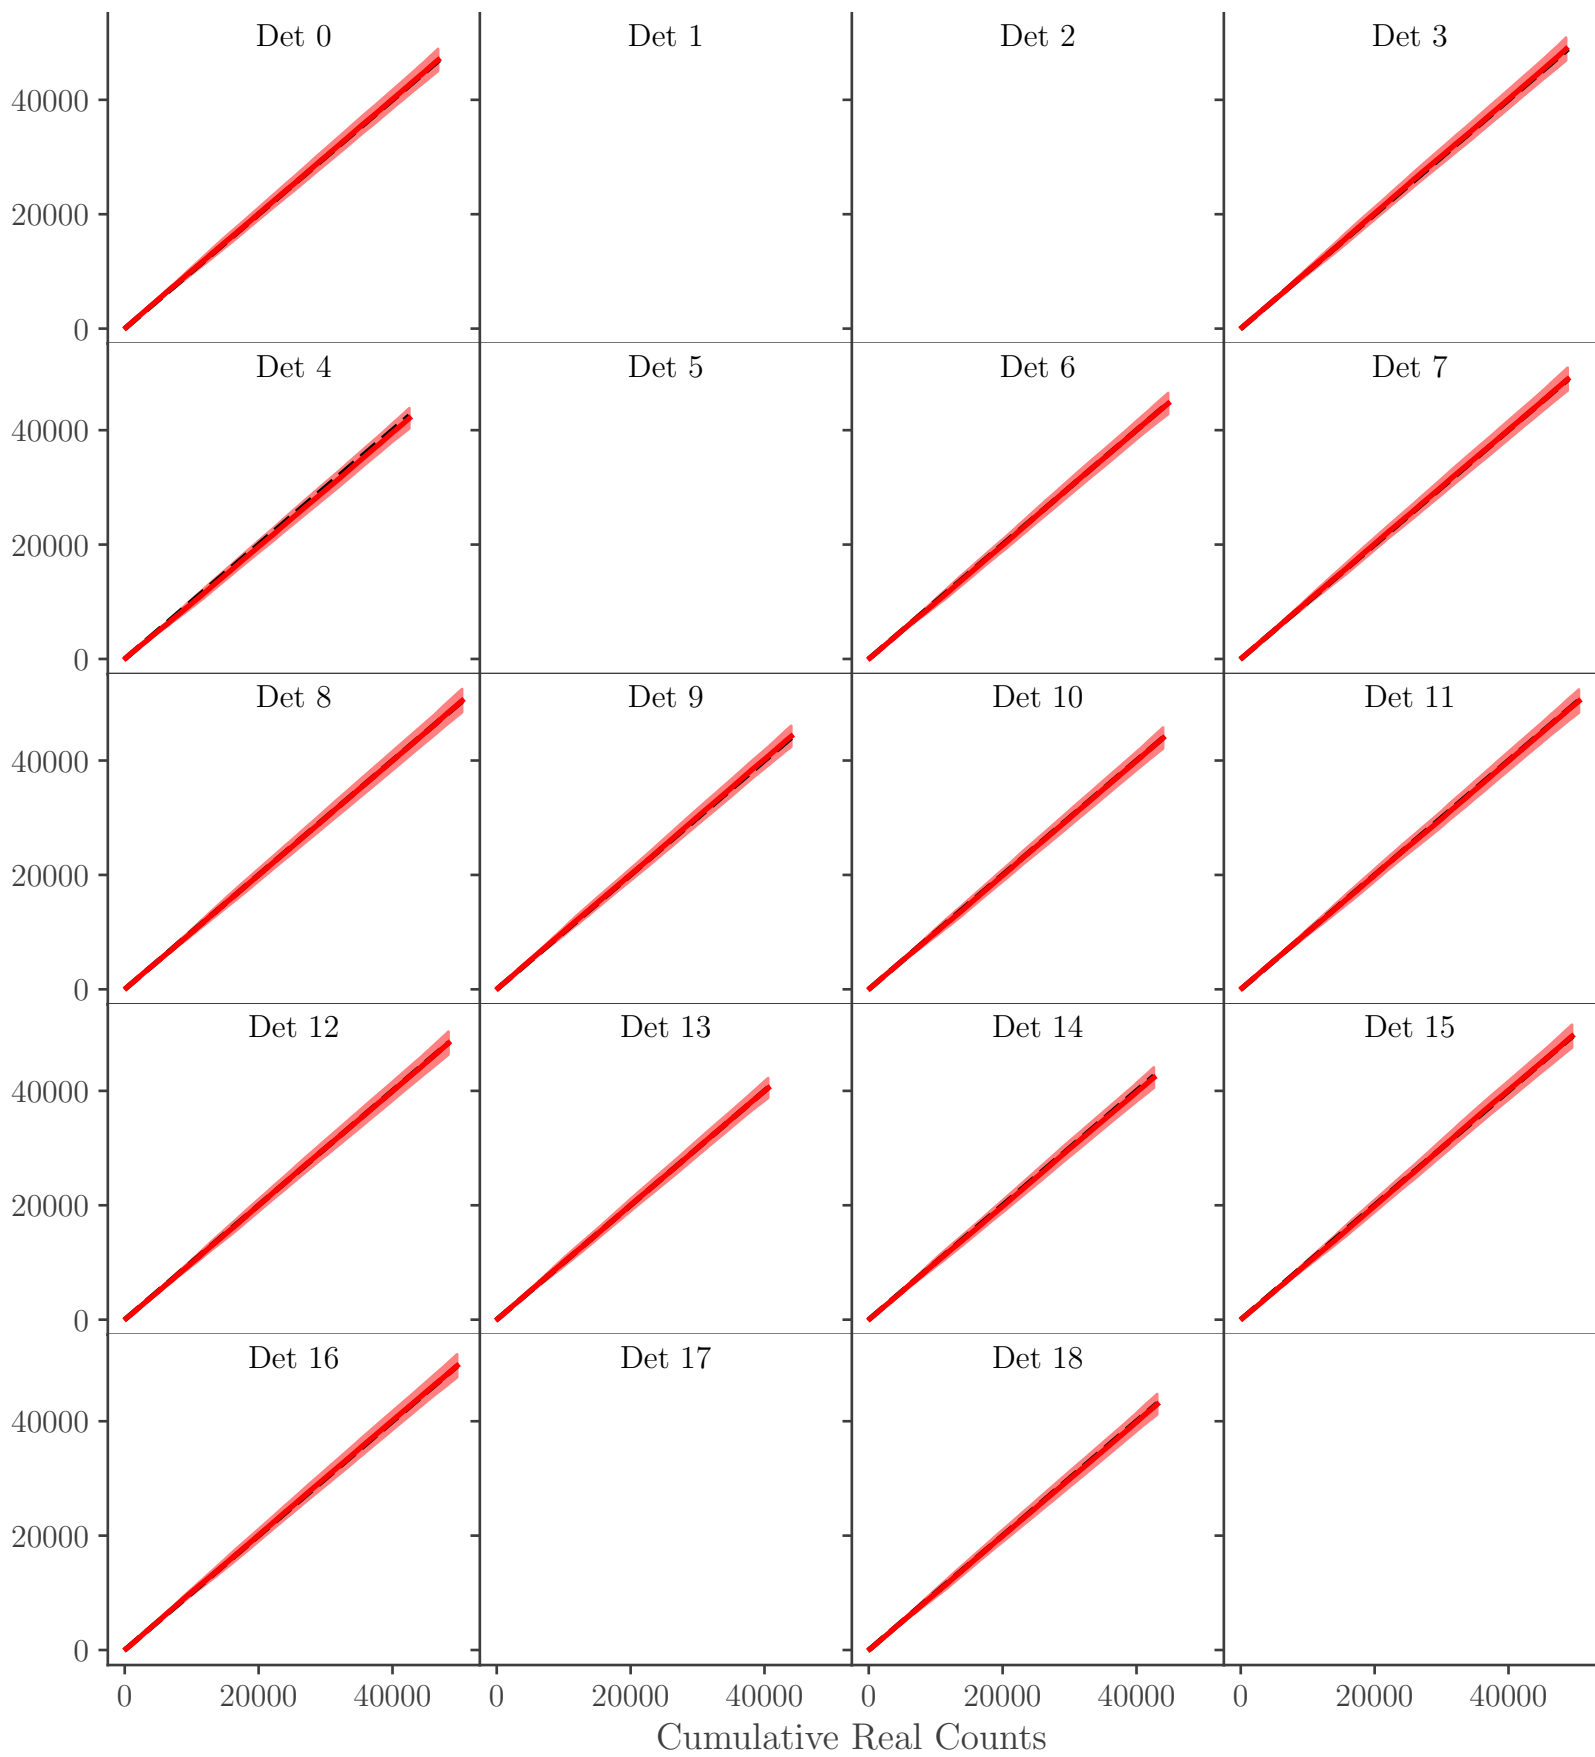 Det 0 Det 1 Det 2 Det 3
40000
20000
0
Det 4 Det 5 Det 6 Det 7
40000
20000
0
Det 8 Det 9 Det 10 Det 11
40000
20000
0
Det 12 Det 13 Det 14 Det 15
40000
20000
0
Det 16 Det 17 Det 18
40000
20000
0
0 20000 40000 0 20000 40000 0 20000 40000 0 20000 40000
Cumulative Real Counts